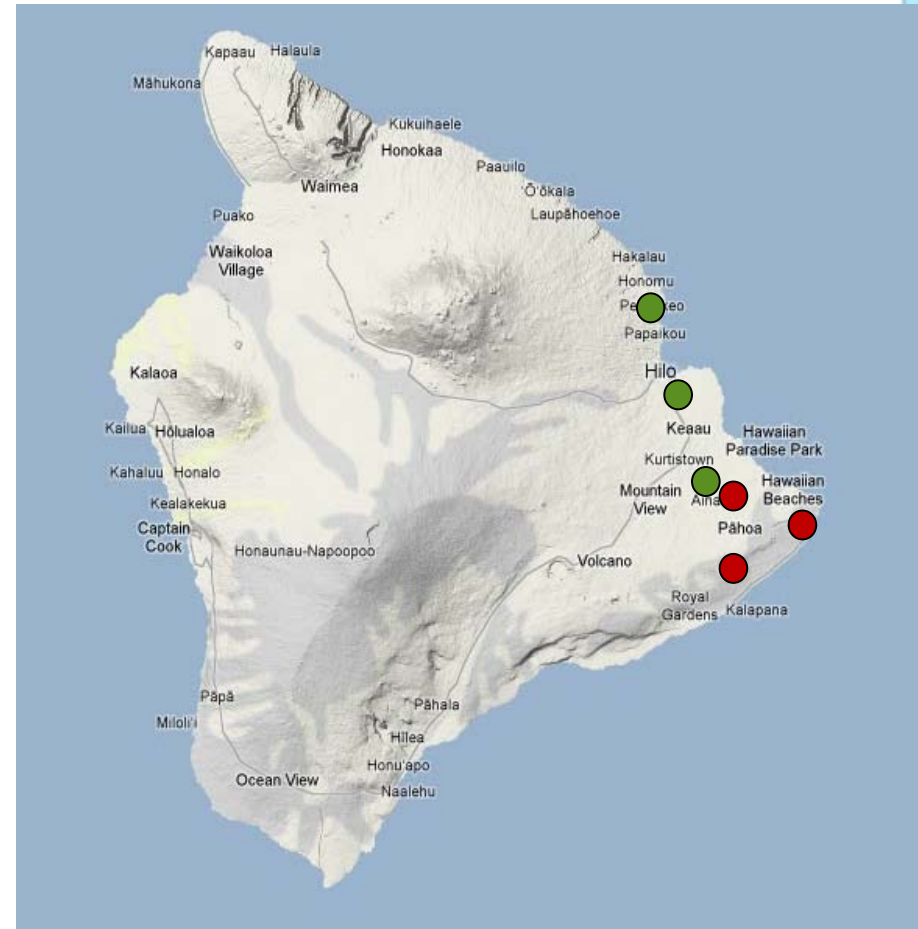 Kapaau
Halaula
Māhukona
Kukuihaele
Honokaa
Paauilo
Waimea
'Ō'ōkala
Laupāhoehoe
Puako
Waikoloa
Village
Hakalau
Honomu
Papaikou
Hilo
Kalaoa
Kailua
Hōlualoa
Keaau
Hawaiian
Paradise Park
Kurtistown
Kahaluu
Honalo
Mountain
View
Hawaiian
Beaches
Kealakekua
Captain
Cook
Pāhoa
Honaunau-Napoopoo
Volcano
Royal
Gardens
Kalapana
Pāpā
Pāhala
Miloli'i
Hīlea
Honu'apo
Ocean View
Naalehu